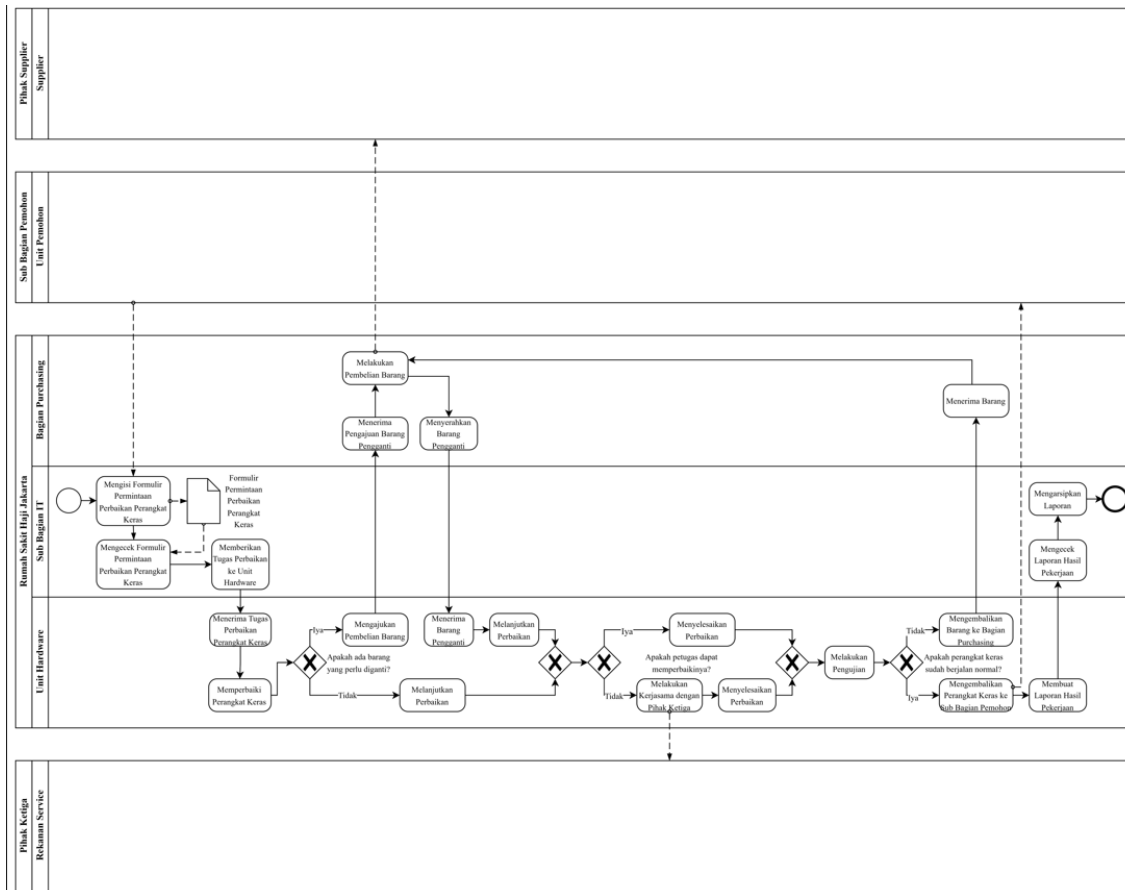 Pihak Supplier
Supplier
Sub Bagian Pemohon
Unit Pemohon
Rumah Sakit Haji Jakarta
Bagian Purchasing
Melakukan
Pembelian Barang
Menerima
Pengajuan Barang
Pengganti
Menyerahkan
Barang
Pengganti
Menerima Barang
Sub Bagian IT
Mengisi Formulir
Permintaan
Perbaikan Perangkat
Keras
Formulir
Permintaan
Perbaikan
Perangkat
Keras
Mengecek Formulir
Permintaan
Perbaikan Perangkat
Keras
Memberikan
Tugas Perbaikan
ke Unit
Hardware
Mengarsipkan
Laporan
Mengecek
Laporan Hasil
Pekerjaan
Unit Hardware
Menerima Tugas
Perbaikan
Perangkat Keras
Memperbaiki
Perangkat Keras
Iya
Apakah ada barang
yang perlu diganti?
Tidak
Mengajukan
Pembelian Barang
Melanjutkan
Perbaikan
Menerima
Barang
Pengganti
Melanjutkan
Perbaikan
Iya
Apakah petugas dapat
memperbaikinya?
Tidak
Menyelesaikan
Perbaikan
Melakukan
Kerjasama dengan
Pihak Ketiga
Menyelesaikan
Perbaikan
Melakukan
Pengujian
Tidak
Apakah perangkat keras
sudah berjalan normal?
Iya
Mengembalikan
Barang ke Bagian
Purchasing
Mengembalikan
Perangkat Keras ke
Sub Bagian Pemohon
Membuat
Laporan Hasil
Pekerjaan
Pihak Ketiga
Rekanan Service